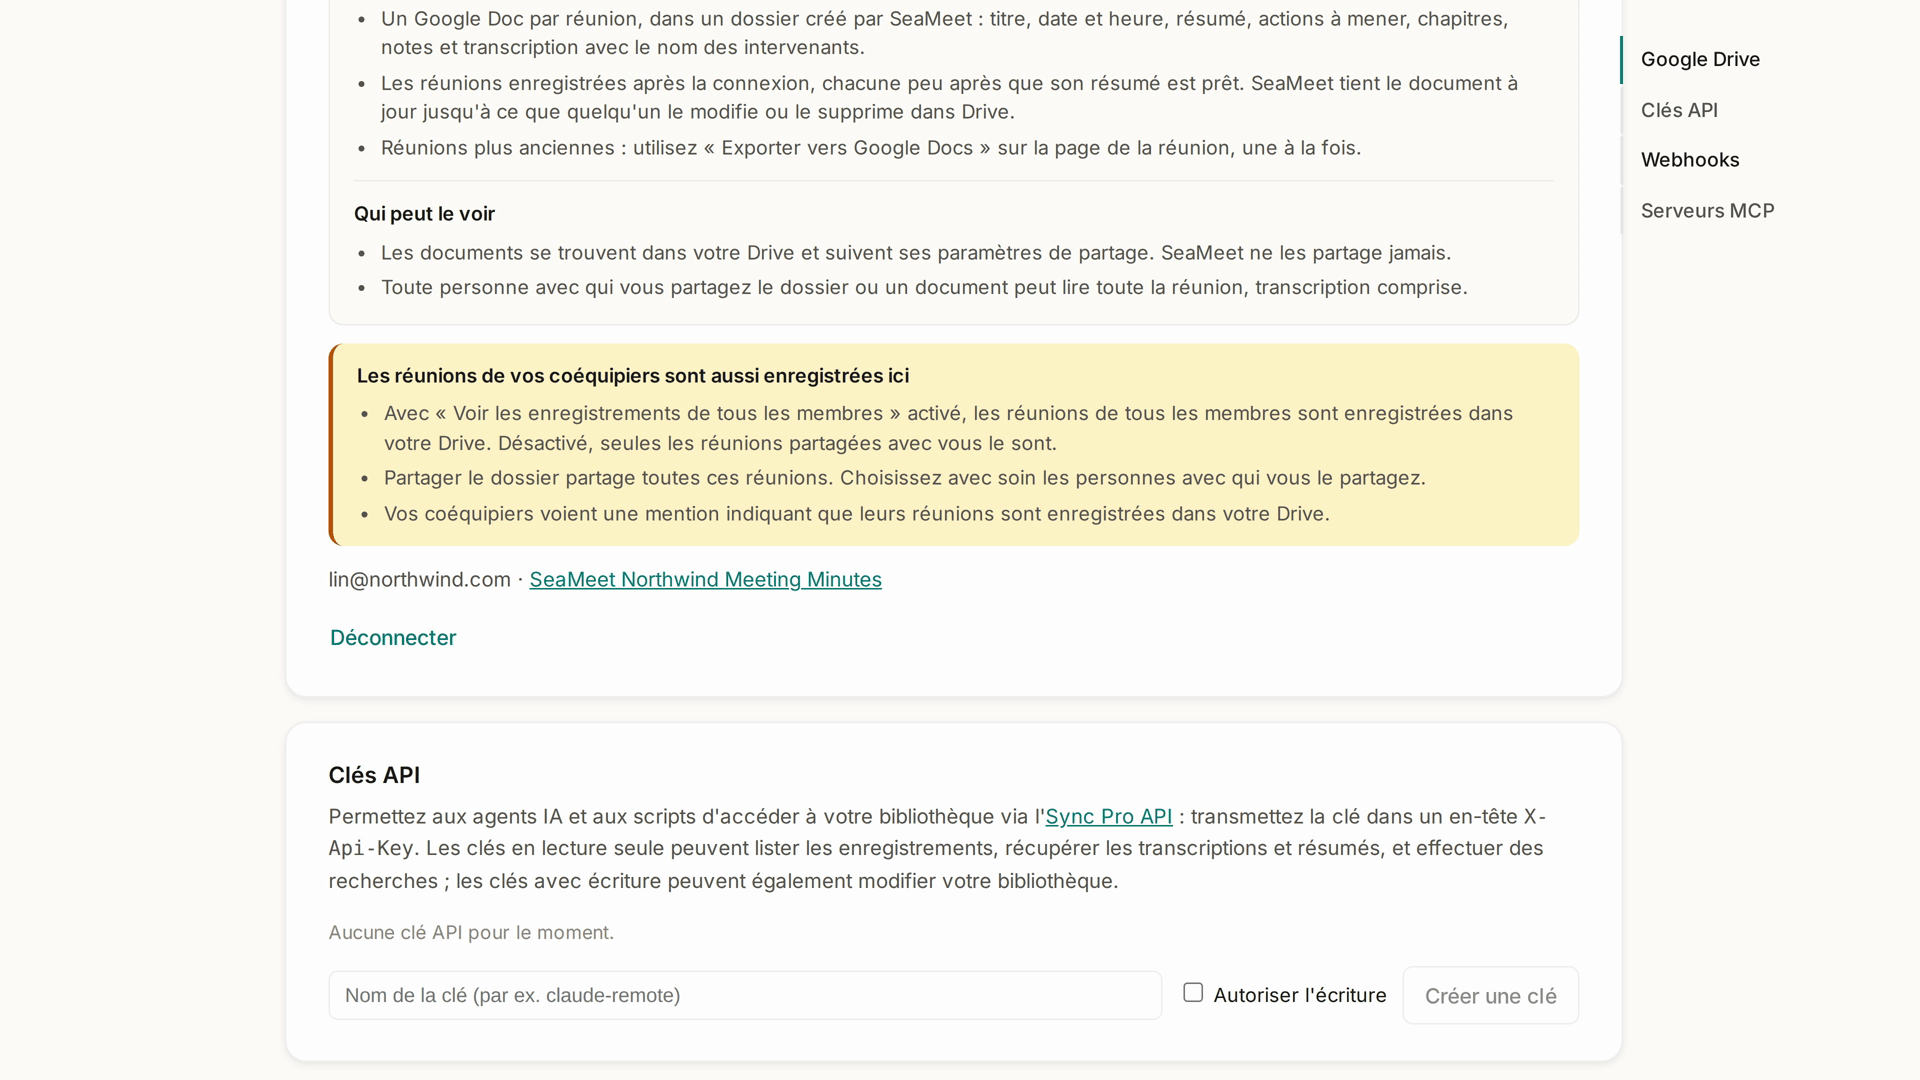 • Un Google Doc par réunion, dans un dossier créé par SeaMeet : titre, date et heure, résumé, actions à mener, chapitres,
notes et transcription avec le nom des intervenants.
• Les réunions enregistrées après la connexion, chacune peu après que son résumé est prêt. SeaMeet tient le document à
jour jusqu'à ce que quelqu'un le modifie ou le supprime dans Drive.
• Réunions plus anciennes : utilisez « Exporter vers Google Docs » sur la page de la réunion, une à la fois.
Qui peut le voir
• Les documents se trouvent dans votre Drive et suivent ses paramètres de partage. SeaMeet ne les partage jamais.
• Toute personne avec qui vous partagez le dossier ou un document peut lire toute la réunion, transcription comprise.
Les réunions de vos coéquipiers sont aussi enregistrées ici
• Avec « Voir les enregistrements de tous les membres » activé, les réunions de tous les membres sont enregistrées dans
votre Drive. Désactivé, seules les réunions partagées avec vous le sont.
• Partager le dossier partage toutes ces réunions. Choisissez avec soin les personnes avec qui vous le partagez.
• Vos coéquipiers voient une mention indiquant que leurs réunions sont enregistrées dans votre Drive.
lin@northwind.com · SeaMeet Northwind Meeting Minutes
Déconnecter
Clés API
Permettez aux agents IA et aux scripts d'accéder à votre bibliothèque via l'Sync Pro API : transmettez la clé dans un en-tête X-
Api-Key. Les clés en lecture seule peuvent lister les enregistrements, récupérer les transcriptions et résumés, et effectuer des
recherches ; les clés avec écriture peuvent également modifier votre bibliothèque.
Aucune clé API pour le moment.
Nom de la clé (par ex. claude-remote)
Autoriser l'écriture
Créer une clé
Google Drive
Clés API
Webhooks
Serveurs MCP